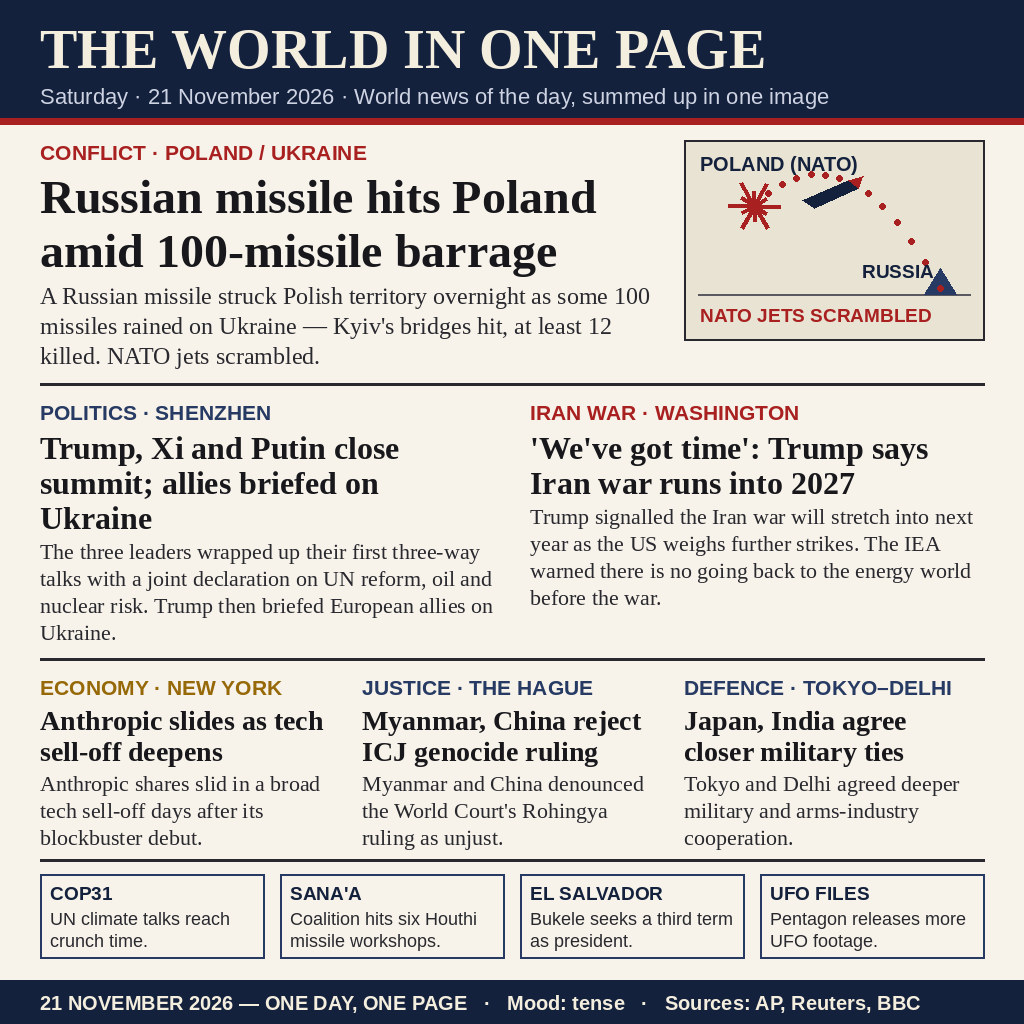 THE WORLD IN ONE PAGE
Saturday · 21 November 2026 · World news of the day, summed up in one image
CONFLICT · POLAND / UKRAINE
Russian missile hits Poland
amid 100-missile barrage
A Russian missile struck Polish territory overnight as some 100
missiles rained on Ukraine — Kyiv's bridges hit, at least 12
killed. NATO jets scrambled.
POLAND (NATO)
RUSSIA
NATO JETS SCRAMBLED
POLITICS · SHENZHEN
Trump, Xi and Putin close
summit; allies briefed on
Ukraine
The three leaders wrapped up their first three-way
talks with a joint declaration on UN reform, oil and
nuclear risk. Trump then briefed European allies on
Ukraine.
IRAN WAR · WASHINGTON
'We've got time': Trump says
Iran war runs into 2027
Trump signalled the Iran war will stretch into next
year as the US weighs further strikes. The IEA
warned there is no going back to the energy world
before the war.
ECONOMY · NEW YORK
Anthropic slides as tech
sell-off deepens
Anthropic shares slid in a broad
tech sell-off days after its
blockbuster debut.
JUSTICE · THE HAGUE
Myanmar, China reject
ICJ genocide ruling
Myanmar and China denounced
the World Court's Rohingya
ruling as unjust.
DEFENCE · TOKYO–DELHI
Japan, India agree
closer military ties
Tokyo and Delhi agreed deeper
military and arms-industry
cooperation.
COP31
UN climate talks reach
crunch time.
SANA'A
Coalition hits six Houthi
missile workshops.
EL SALVADOR
Bukele seeks a third term
as president.
UFO FILES
Pentagon releases more
UFO footage.
21 NOVEMBER 2026 — ONE DAY, ONE PAGE · Mood: tense · Sources: AP, Reuters, BBC